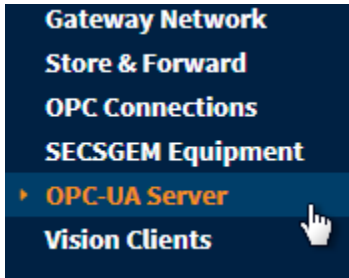 Gateway Network
Store & Forward
OPC Connections
SECSGEM Equipment
OPC-UA Server
Vision Clients